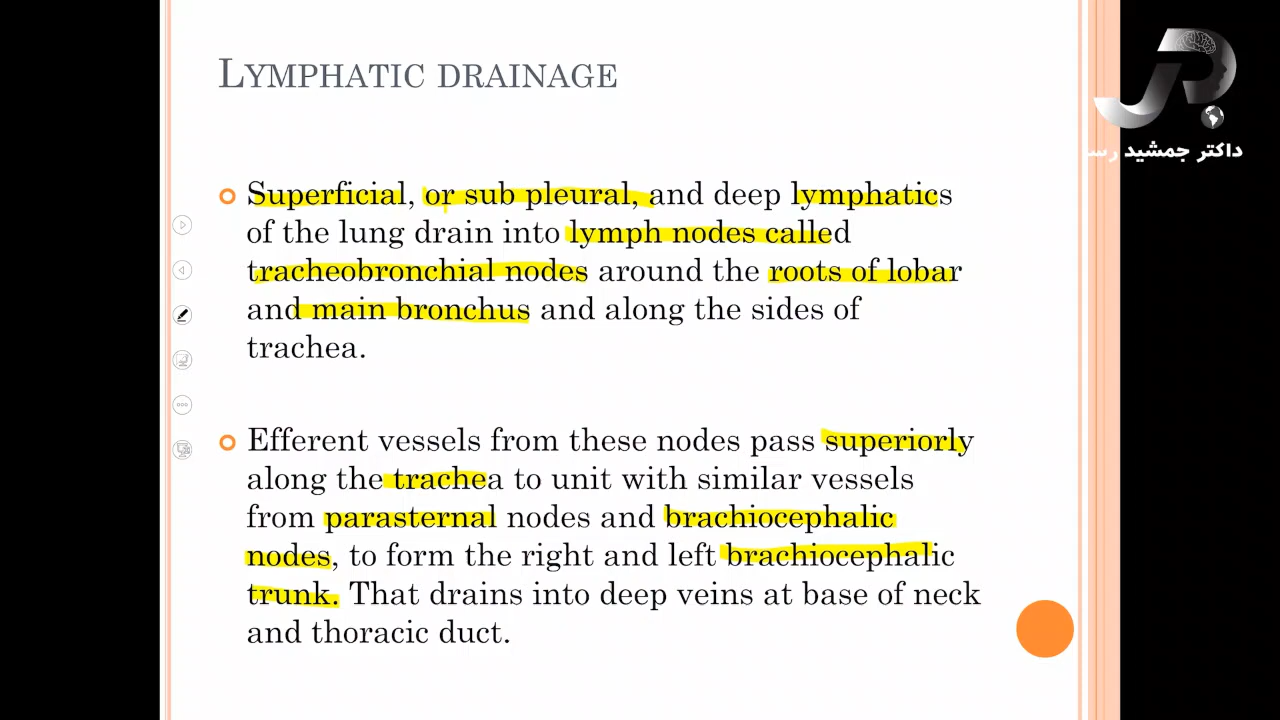 LYMPHATIC DRAINAGE
داکتر جمشید
Superficial, or sub pleural, and deep lymphatics
of the lung drain into lymph nodes called
tracheobronchial nodes around the roots of lobar
and main bronchus and along the sides of
trachea.
Efferent vessels from these nodes pass superiorly
along the trachea to unit with similar vessels
from parasternal nodes and brachiocephalic
nodes, to form the right and left brachiocephalic
trunk. That drains into deep veins at base of neck
and thoracic duct.